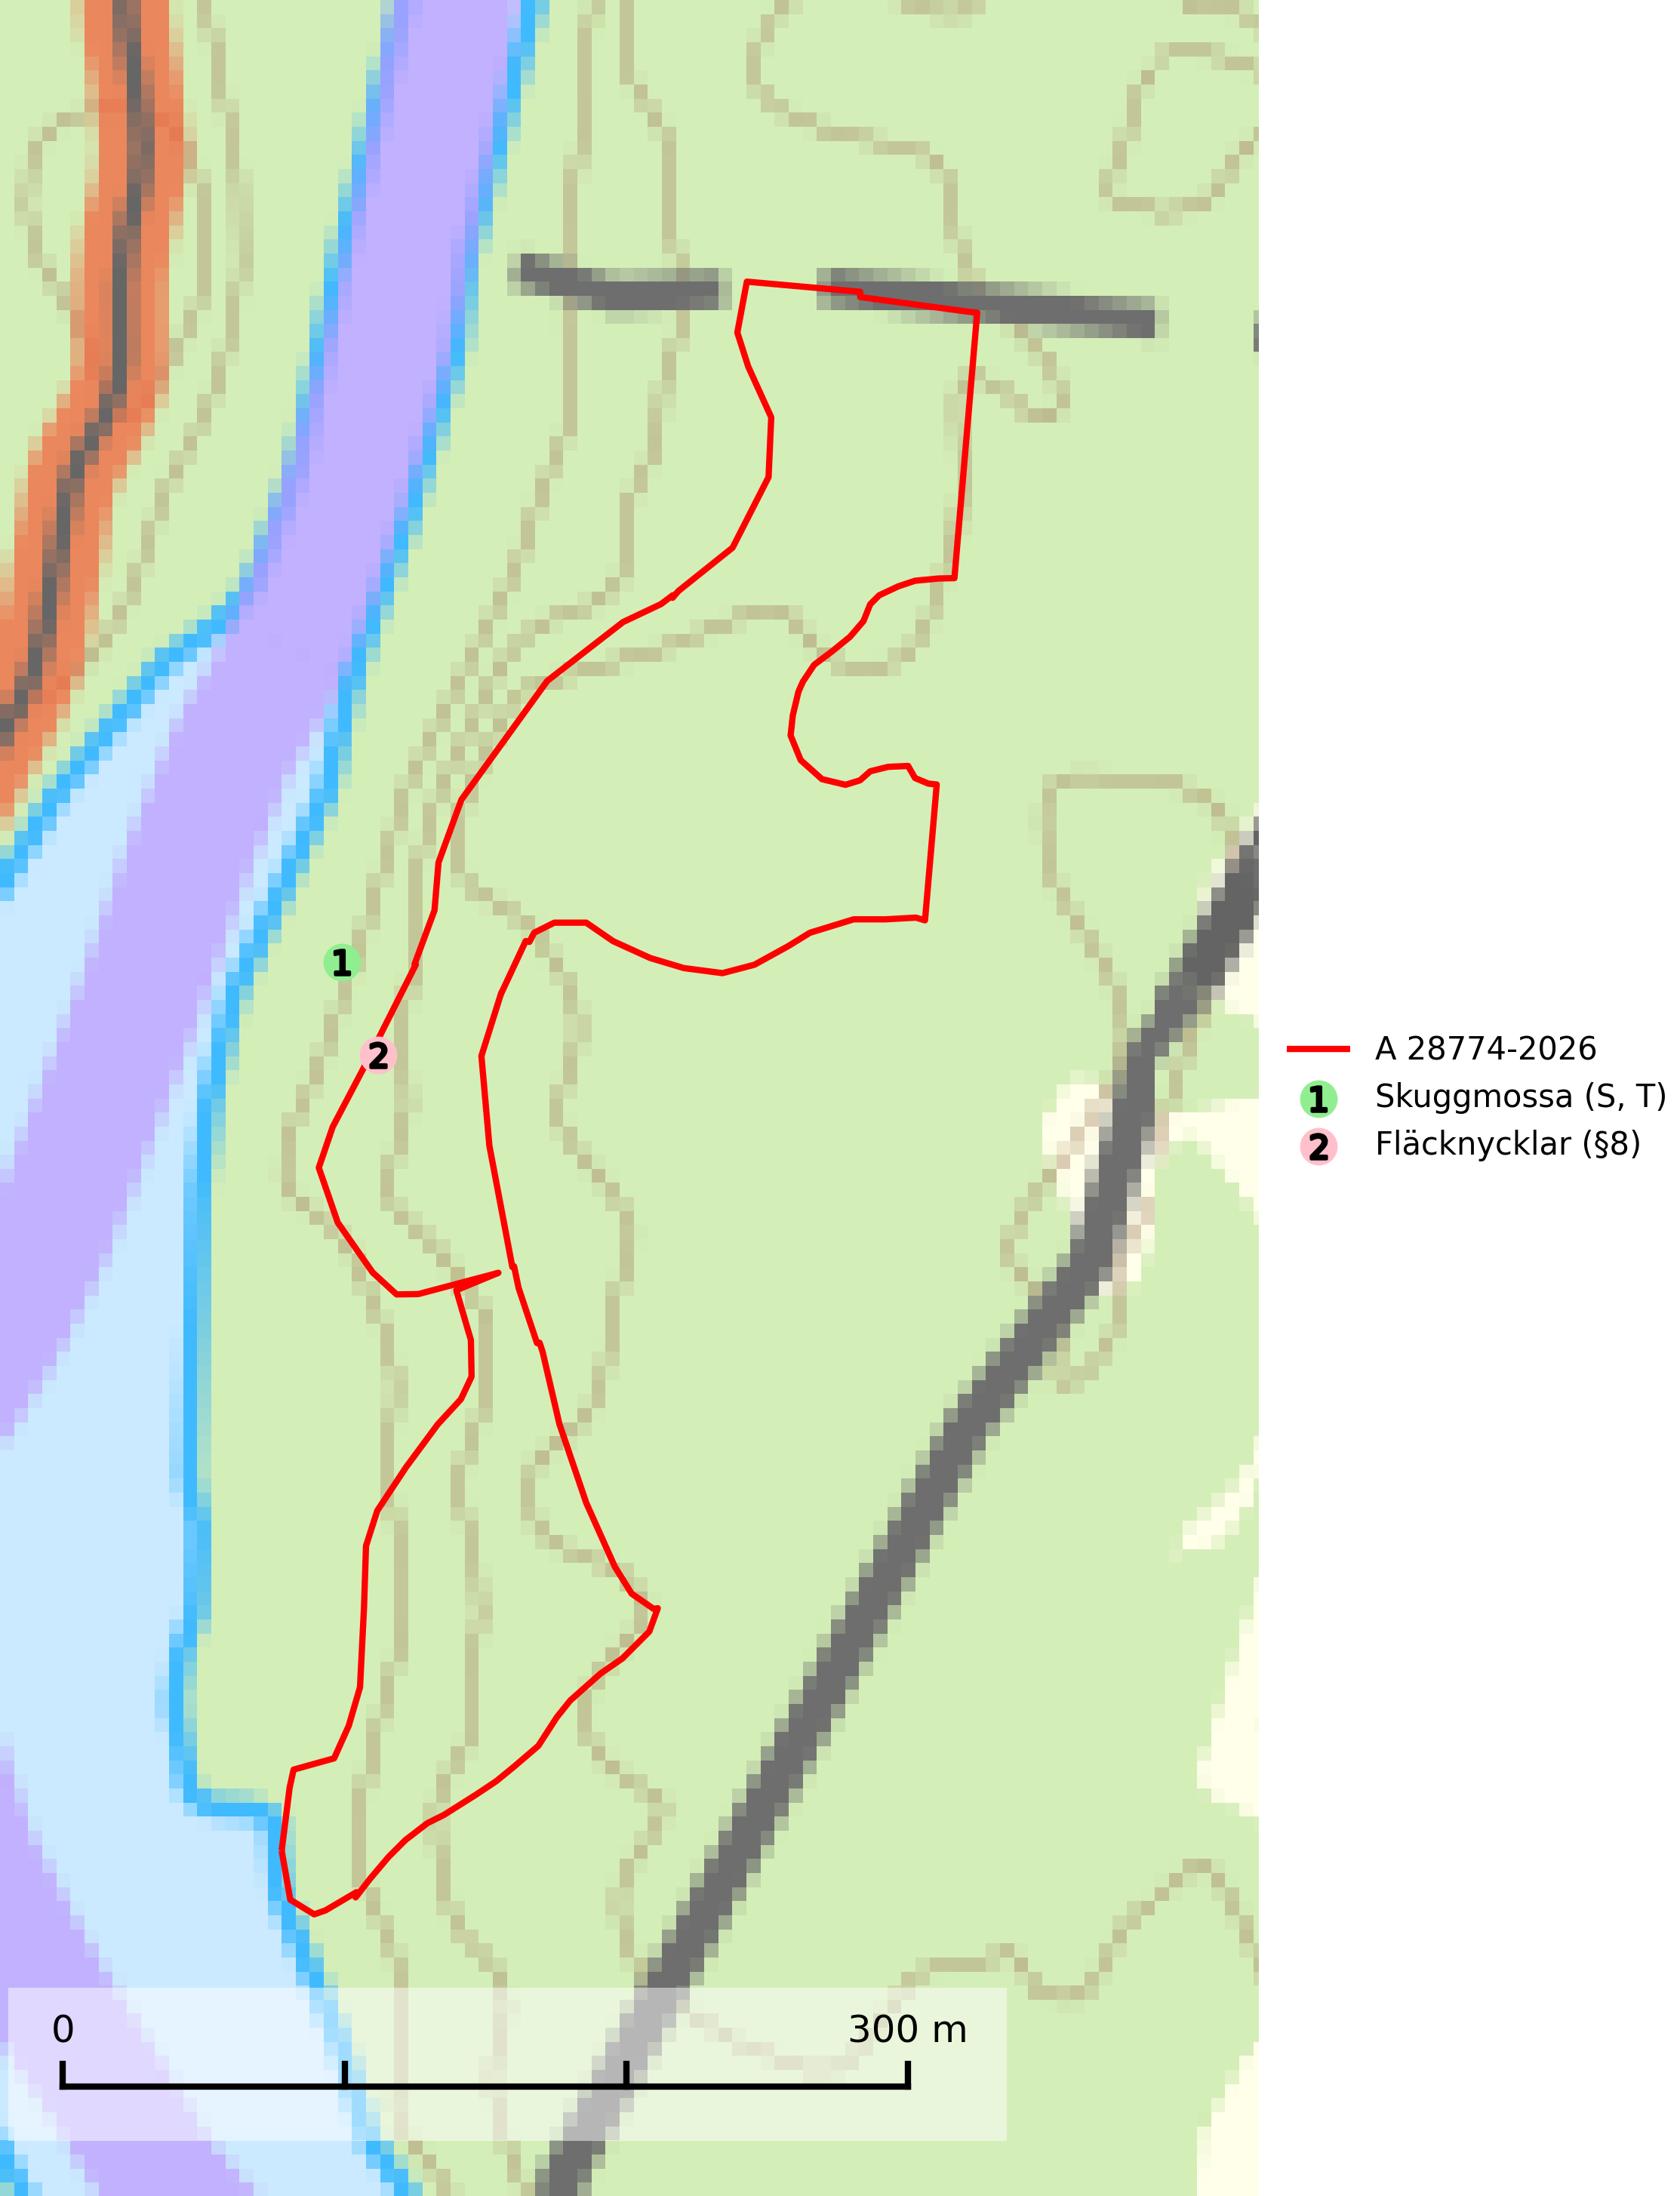 1
2
A 28774-2026
1 Skuggmossa (S, T)
2 Fläcknycklar (§8)
0 300 m